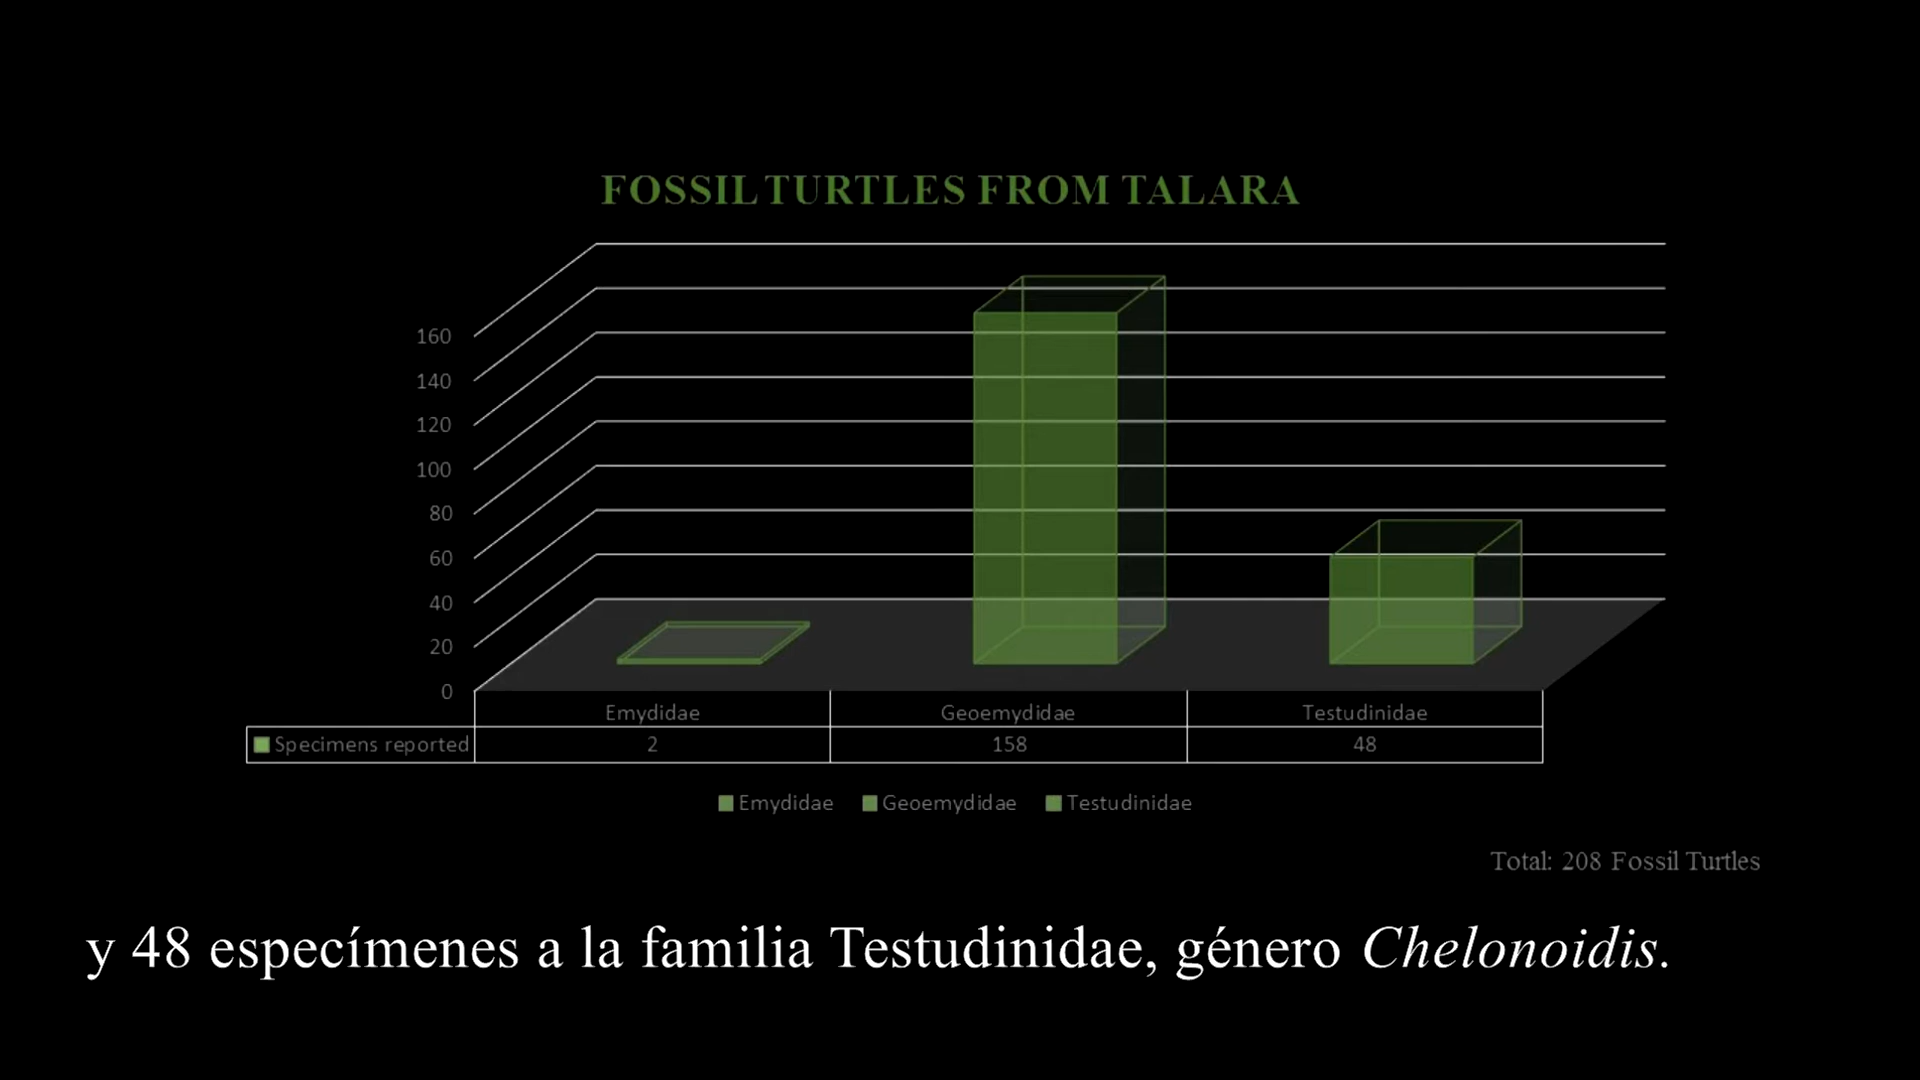 FOSSIL TURTLES FROM TALARA
160
140
120
100
80
60
40
20
0
Emydidae Geoemydidae Testudinidae
Specimens reported 2 158 48
Emydidae Geoemydidae Testudinidae
Total: 208 Fossil Turtles
y 48 especímenes a la familia Testudinidae, género Chelonoidis.